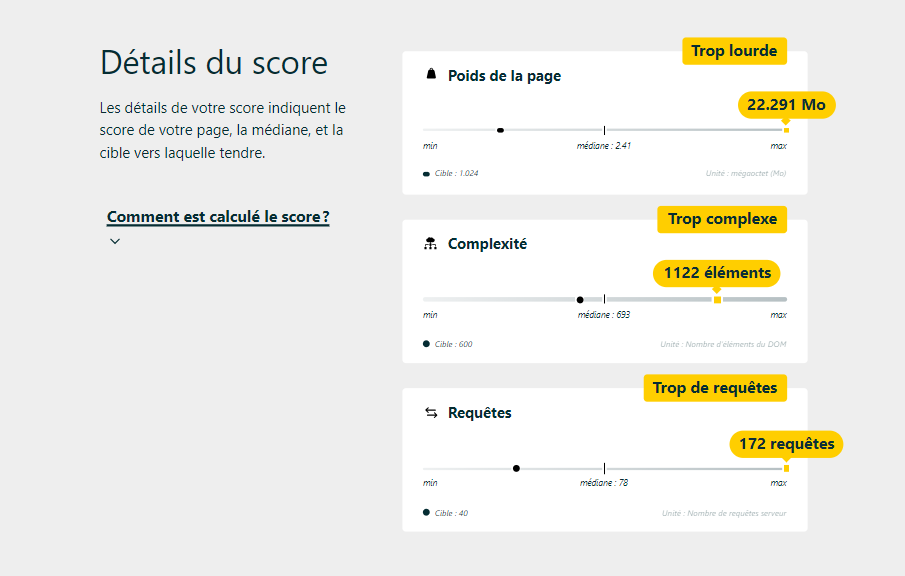 Détails du score
Les détails de votre score indiquent le
score de votre page, la médiane, et la
cible vers laquelle tendre.
Comment est calculé le score ?
Trop lourde
Poids de la page
22.291 Mo
min
médiane : 2.41
max
Cible : 1.024
Unité : mégaoctet (Mo)
Trop complexe
Complexité
1122 éléments
min
médiane : 693
max
Cible : 600
Unité : Nombre d'éléments du DOM
Trop de requêtes
Requêtes
172 requêtes
min
médiane : 78
max
Cible : 40
Unité : Nombre de requêtes serveur